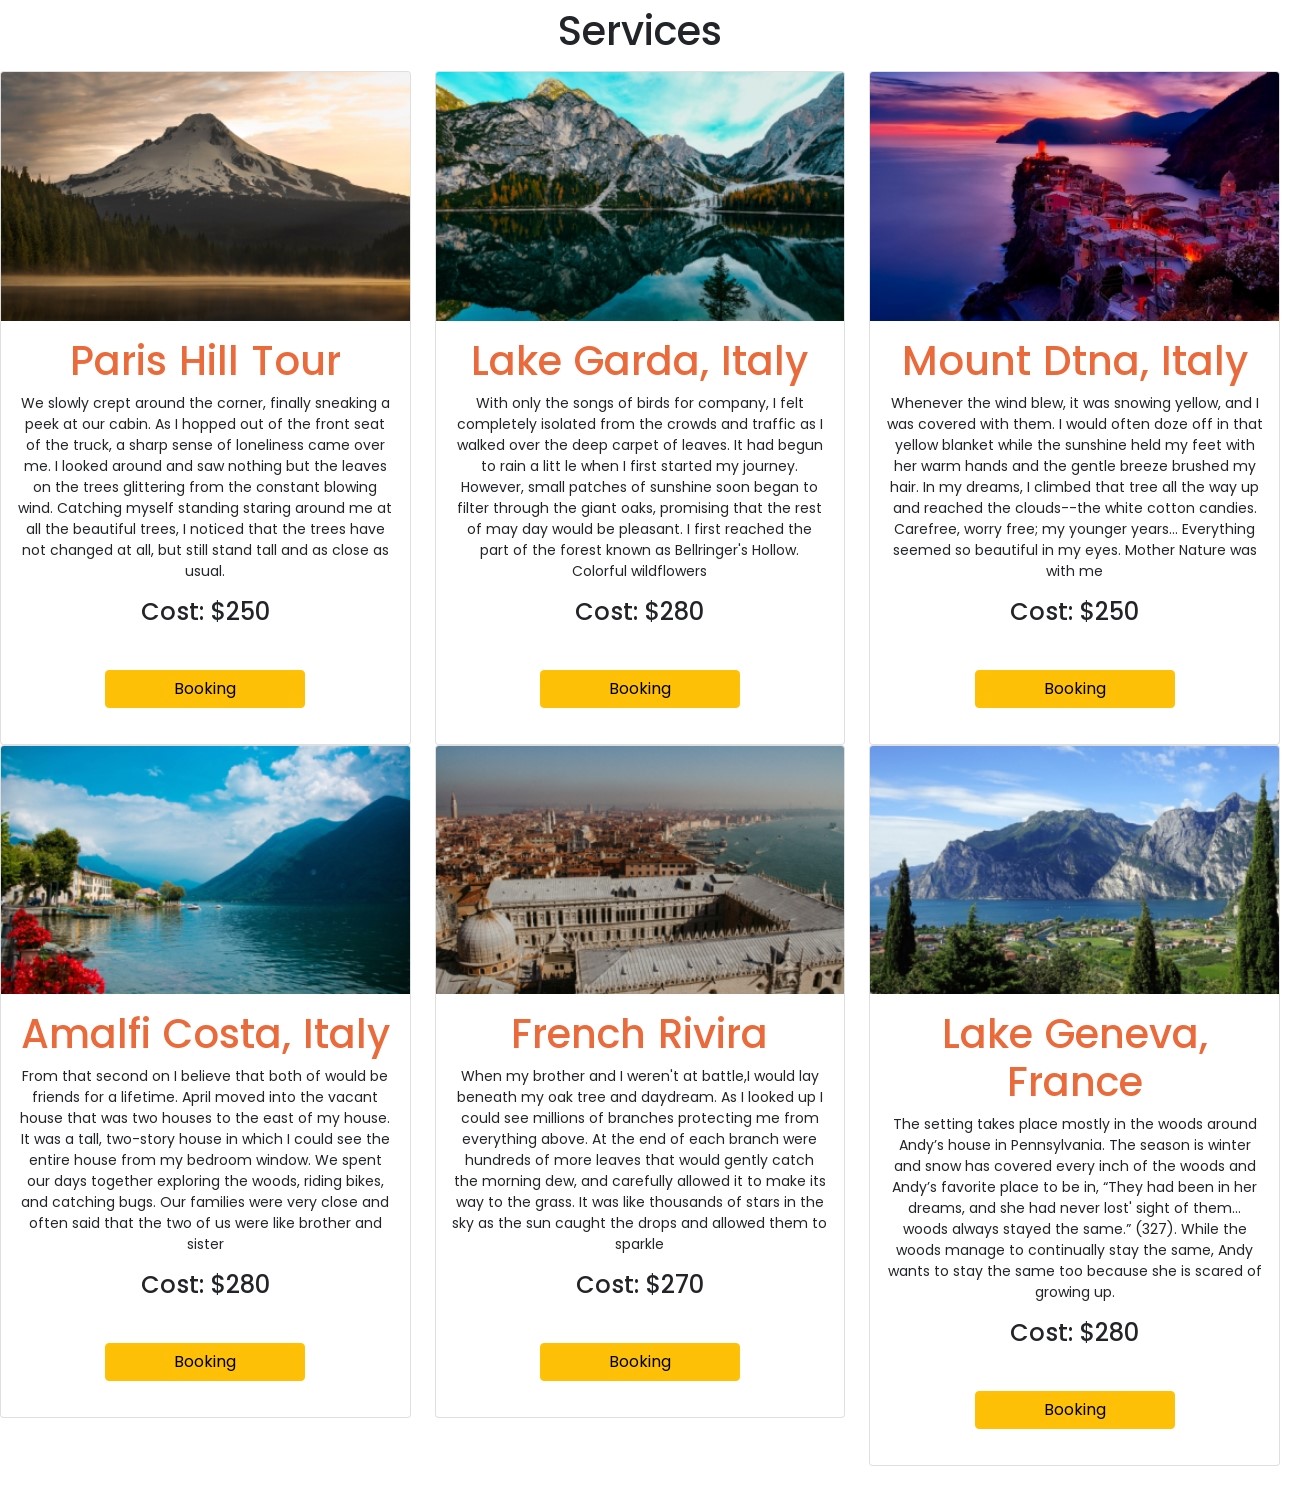 Services
Paris Hill Tour
We slowly crept around the corner, finally sneaking a
peek at our cabin. As I hopped out of the front seat
of the truck, a sharp sense of loneliness came over
me. I looked around and saw nothing but the leaves
on the trees glittering from the constant blowing
wind. Catching myself standing staring around me at
all the beautiful trees, I noticed that the trees have
not changed at all, but still stand tall and as close as
usual.
Cost: $250
Booking
Lake Garda, Italy
With only the songs of birds for company, I felt
completely isolated from the crowds and traffic as I
walked over the deep carpet of leaves. It had begun
to rain a litt le when I first started my journey.
However, small patches of sunshine soon began to
filter through the giant oaks, promising that the rest
of may day would be pleasant. I first reached the
part of the forest known as Bellringer's Hollow.
Colorful wildflowers
Cost: $280
Booking
Mount Dtna, Italy
Whenever the wind blew, it was snowing yellow, and I
was covered with them. I would often doze off in that
yellow blanket while the sunshine held my feet with
her warm hands and the gentle breeze brushed my
hair. In my dreams, I climbed that tree all the way up
and reached the clouds--the white cotton candies.
Carefree, worry free; my younger years... Everything
seemed so beautiful in my eyes. Mother Nature was
with me
Cost: $250
Booking
Amalfi Costa, Italy
From that second on I believe that both of would be
friends for a lifetime. April moved into the vacant
house that was two houses to the east of my house.
It was a tall, two-story house in which I could see the
entire house from my bedroom window. We spent
our days together exploring the woods, riding bikes,
and catching bugs. Our families were very close and
often said that the two of us were like brother and
sister
Cost: $280
Booking
French Rivira
When my brother and I weren't at battle,I would lay
beneath my oak tree and daydream. As I looked up I
could see millions of branches protecting me from
everything above. At the end of each branch were
hundreds of more leaves that would gently catch
the morning dew, and carefully allowed it to make its
way to the grass. It was like thousands of stars in the
sky as the sun caught the drops and allowed them to
sparkle
Cost: $270
Booking
Lake Geneva,
France
The setting takes place mostly in the woods around
Andy’s house in Pennsylvania. The season is winter
and snow has covered every inch of the woods and
Andy’s favorite place to be in, “They had been in her
dreams, and she had never lost' sight of them...
woods always stayed the same.” (327). While the
woods manage to continually stay the same, Andy
wants to stay the same too because she is scared of
growing up.
Cost: $280
Booking